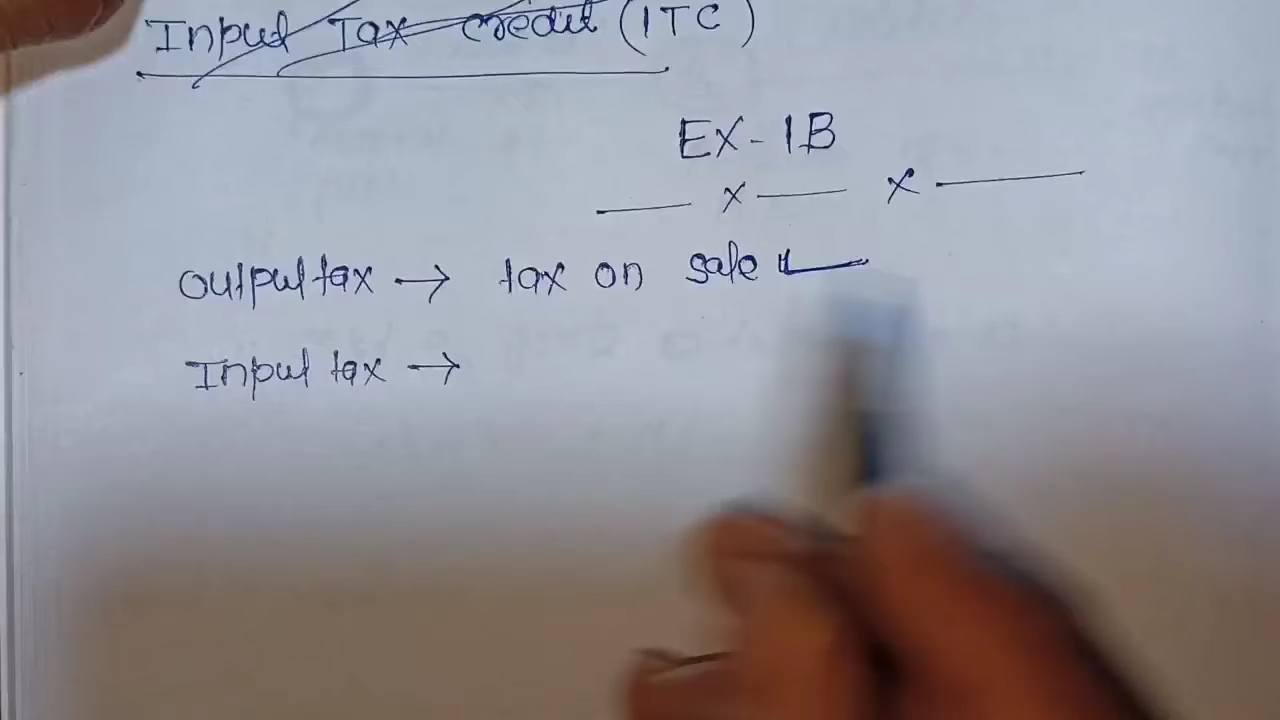 Input Tax credit (ITC)
EX-1B
x x
Output tax → tax on sale
Input tax →